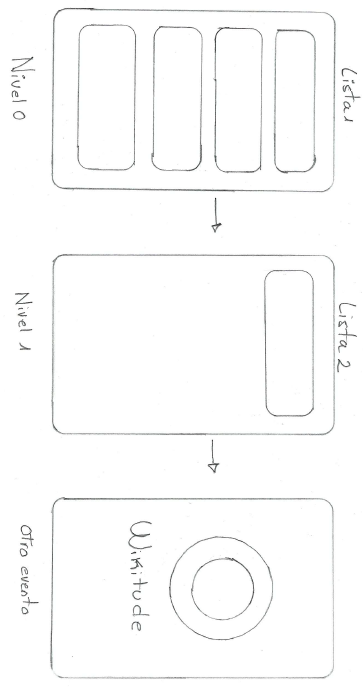 Lista1
Nivel 0
Lista 2
Nivel 1
Wikitude
Otro evento